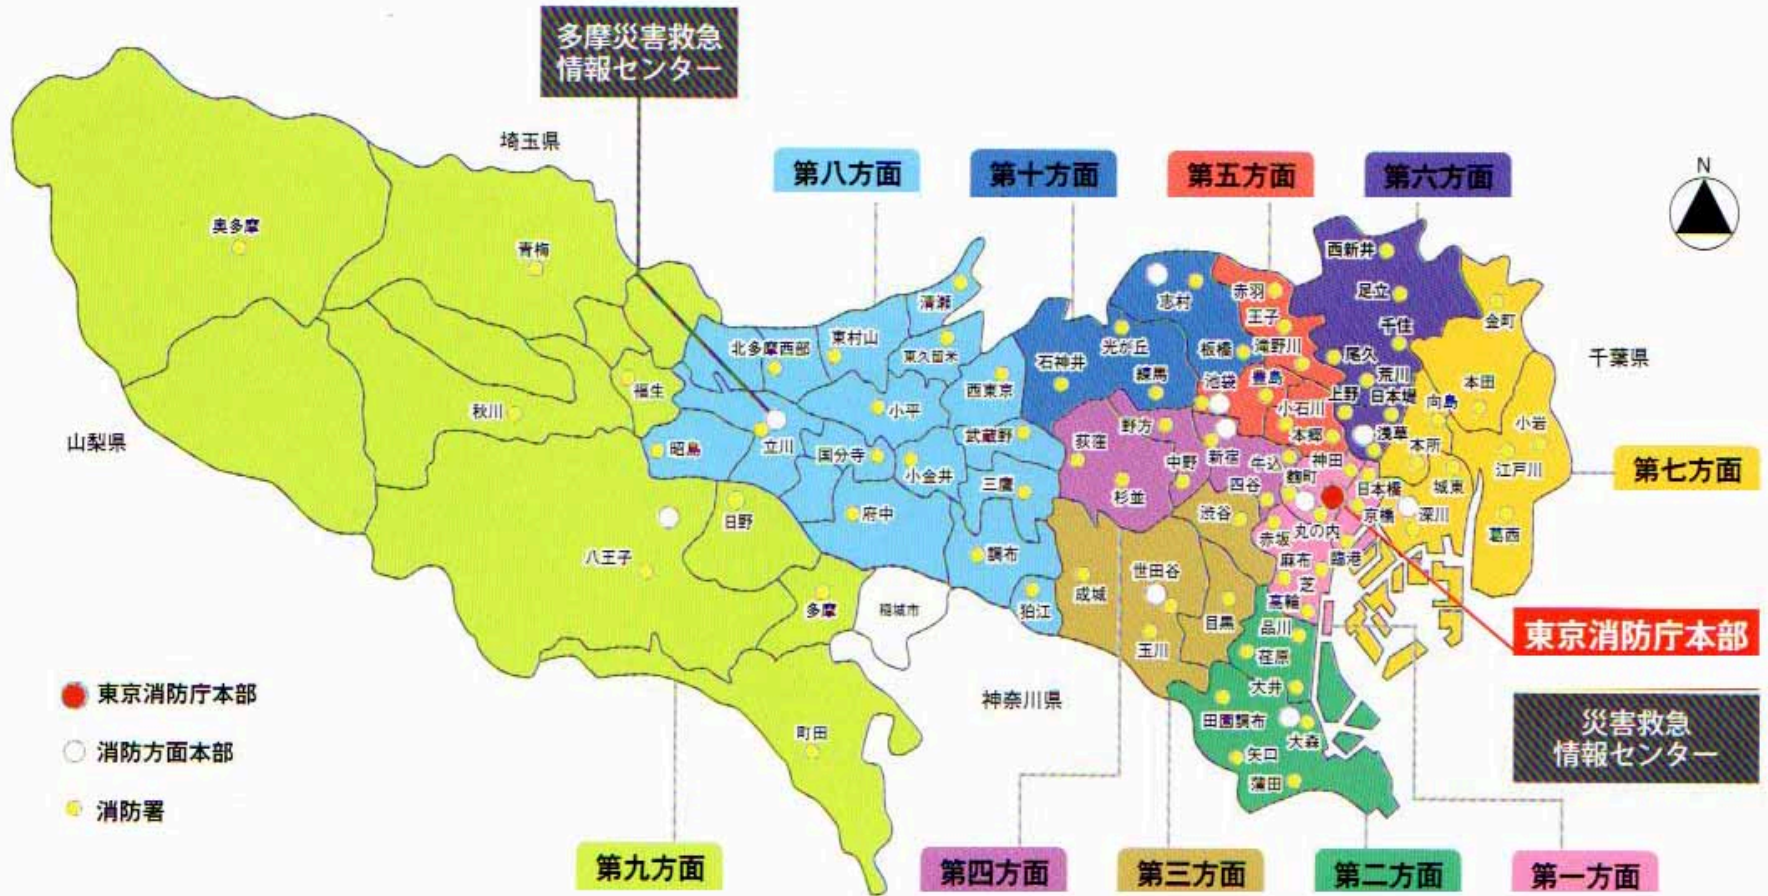 多摩災害救急
情報センター
埼玉県
第八方面
第十方面
第五方面
第六方面
N
奥多摩
青梅
清瀬
志村
赤羽
西新井
足立
王子
千住
金町
北多摩西部
東村山
東久留米
石神井
光が丘
板橋
滝野川
尾久
千葉県
福生
西東京
練馬
池袋
豊島
荒川
本田
秋川
小平
小石川
上野
日本堤
向島
小岩
山梨県
昭島
立川
国分寺
小金井
武蔵野
荻窪
野方
中野
新宿
牛込
本郷
浅草
本所
江戸川
第七方面
三鷹
杉並
四谷
麴町
神田
日本橋
城東
日野
府中
渋谷
丸の内
京橋
深川
葛西
八王子
調布
赤坂
麻布
臨港
多摩
稲城市
狛江
成城
世田谷
目黒
芝
高輪
品川
東京消防庁本部
玉川
荏原
東京消防庁本部
神奈川県
大井
田園調布
大森
災害救急
情報センター
消防方面本部
町田
矢口
蒲田
消防署
第九方面
第四方面
第三方面
第二方面
第一方面